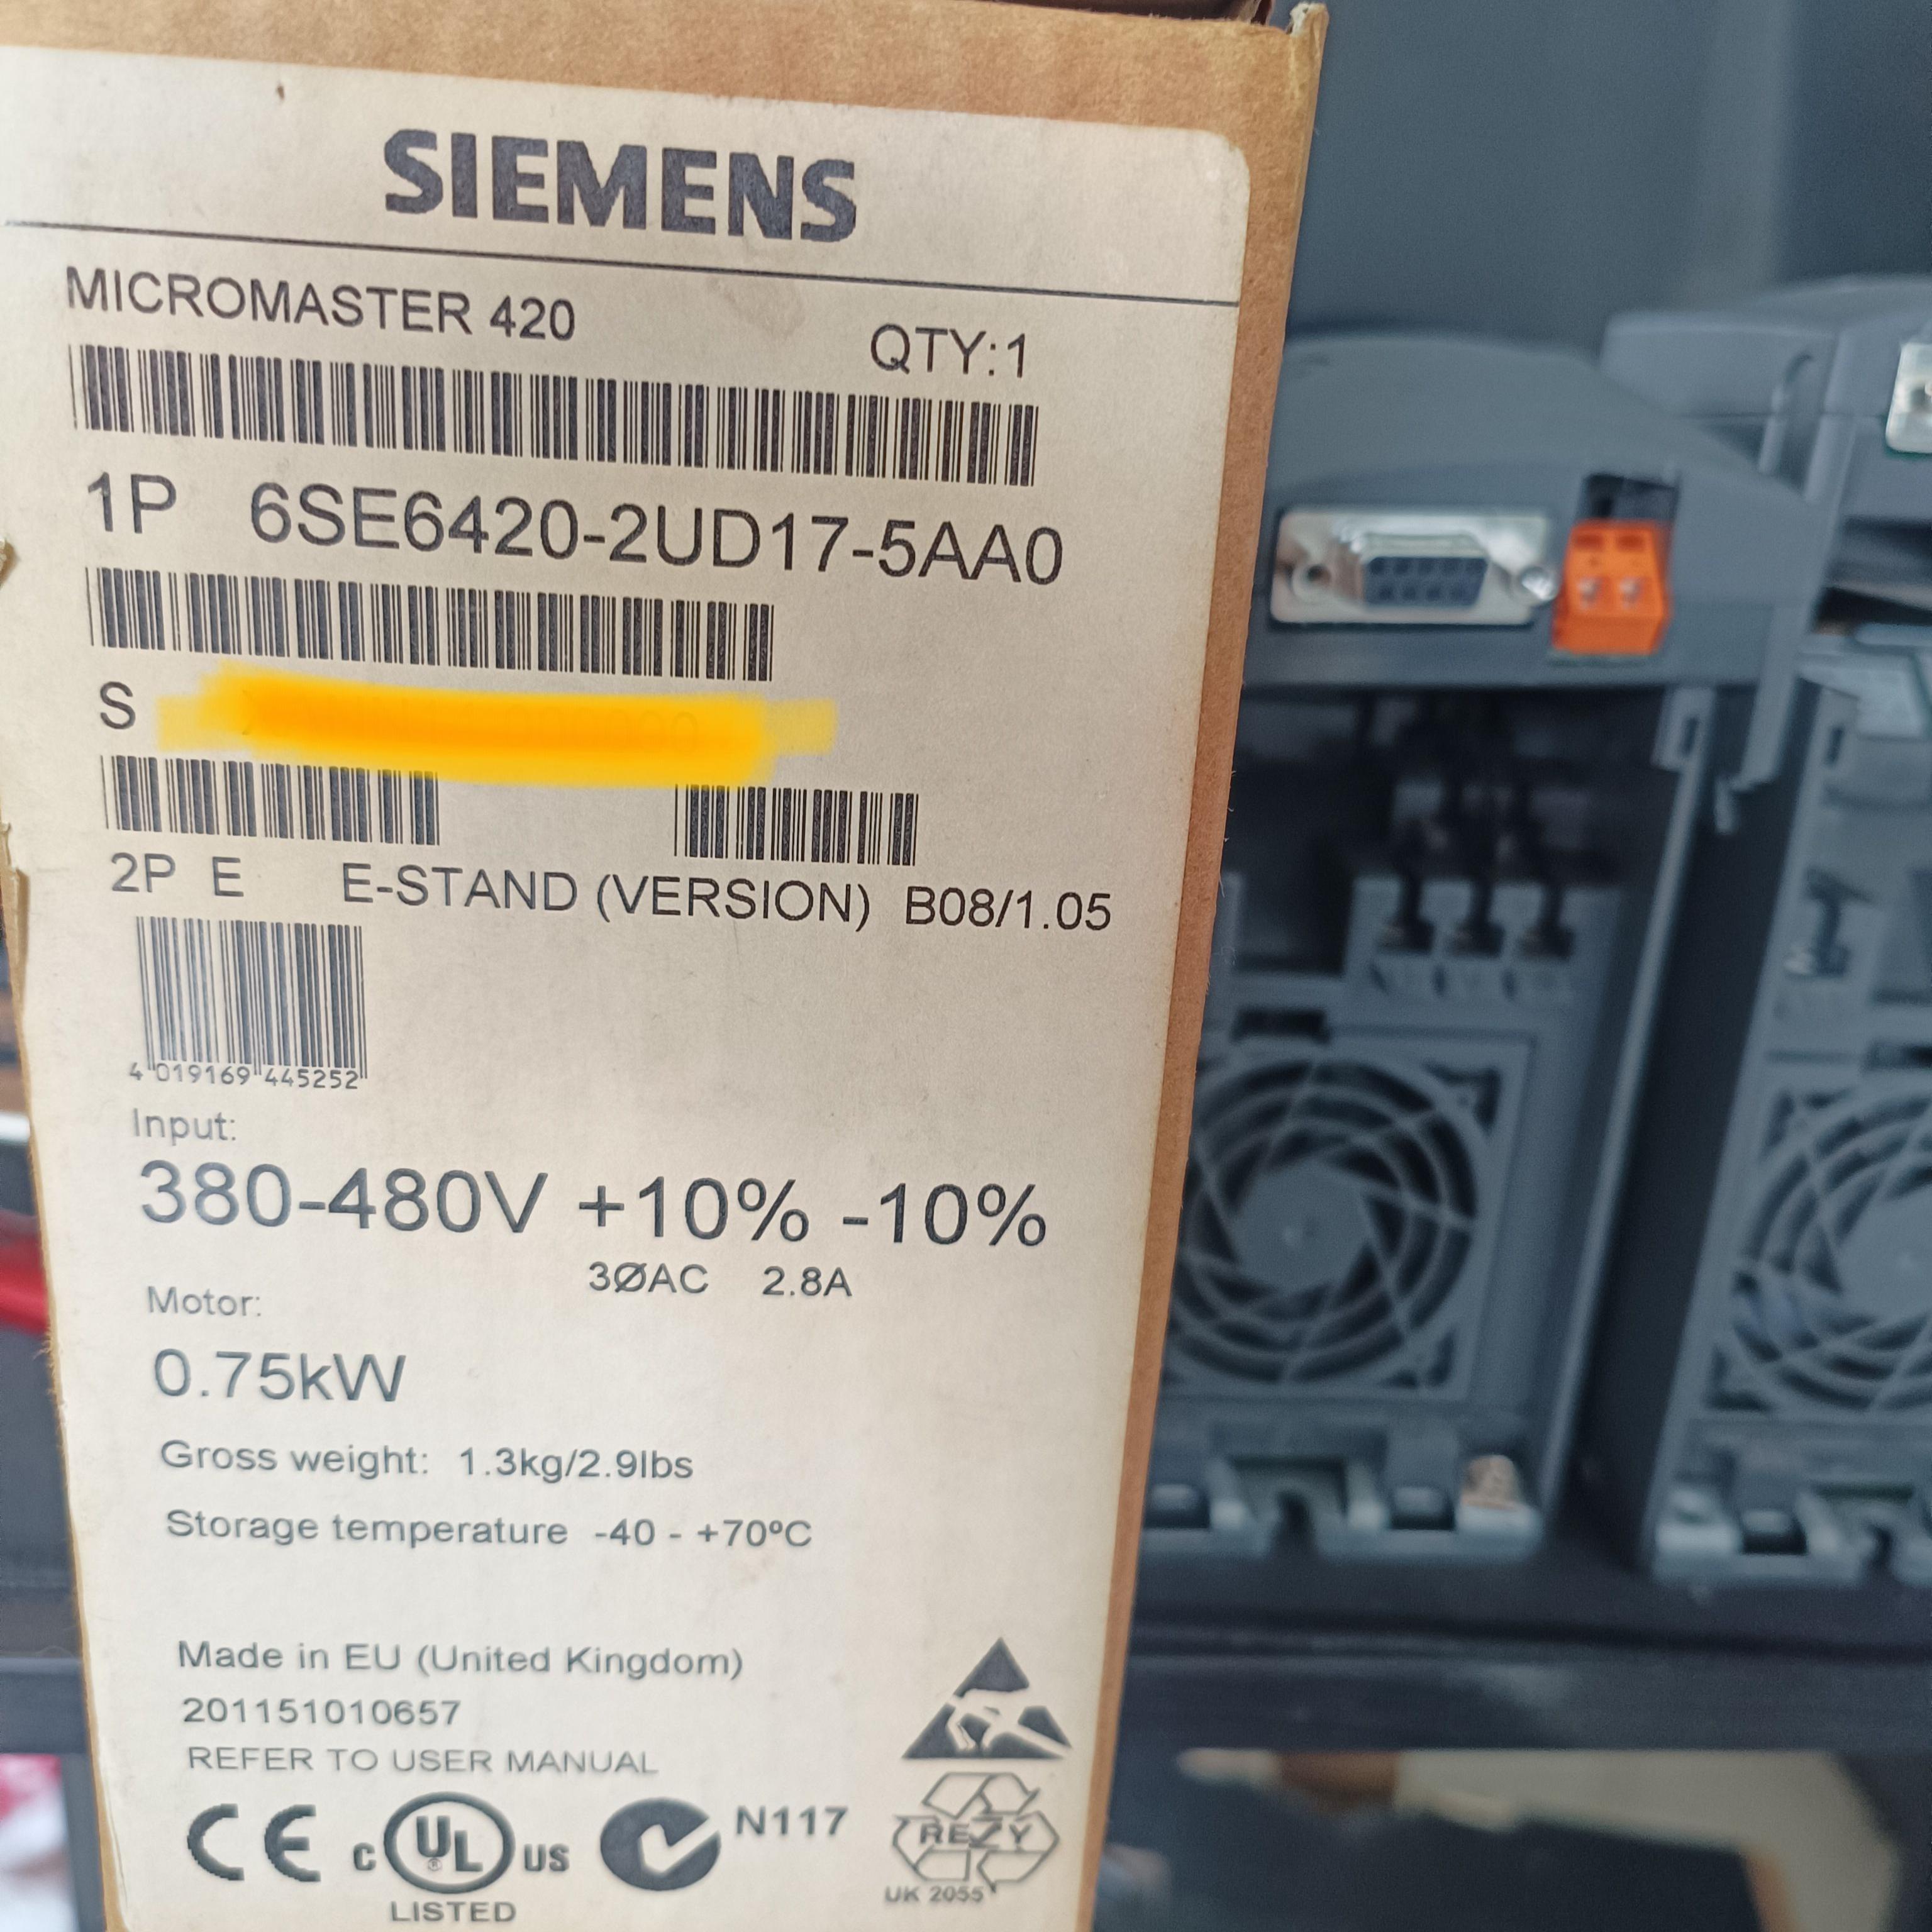 SIEMENS
MICROMASTER 420
QTY:1
1P 6SE6420-2UD17-5AA0
S
2P E E-STAND (VERSION) B08/1.05
4 019169 445252
Input:
380-480V +10% -10%
3ØAC 2.8A
Motor:
0.75kW
Gross weight: 1.3kg/2.9lbs
Storage temperature -40 - +70ºC
Made in EU (United Kingdom)
201151010657
REFER TO USER MANUAL
CE c UL ® US N117
LISTED
REZY
UK 2055